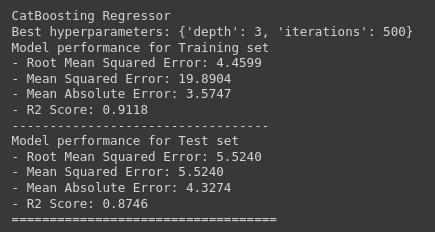 CatBoosting Regressor
Best hyperparameters: {'depth': 3, 'iterations': 500}
Model performance for Training set
- Root Mean Squared Error: 4.4599
- Mean Squared Error: 19.8904
- Mean Absolute Error: 3.5747
- R2 Score: 0.9118
----------------------------------
Model performance for Test set
- Root Mean Squared Error: 5.5240
- Mean Squared Error: 5.5240
- Mean Absolute Error: 4.3274
- R2 Score: 0.8746
===================================